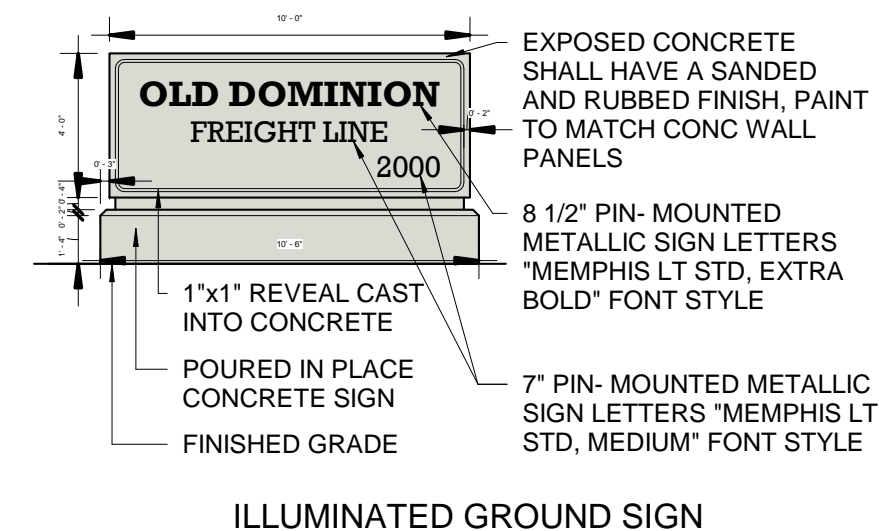 10' - 0"
EXPOSED CONCRETE
SHALL HAVE A SANDED
AND RUBBED FINISH, PAINT
TO MATCH CONC WALL
PANELS
OLD DOMINION
FREIGHT LINE
2000
0' - 2"
4' - 0"
0' - 3"
0' - 4"
0' - 2"
1' - 4"
10' - 6"
8 1/2" PIN- MOUNTED
METALLIC SIGN LETTERS
"MEMPHIS LT STD, EXTRA
BOLD" FONT STYLE
1"x1" REVEAL CAST
INTO CONCRETE
POURED IN PLACE
CONCRETE SIGN
FINISHED GRADE
7" PIN- MOUNTED METALLIC
SIGN LETTERS "MEMPHIS LT
STD, MEDIUM" FONT STYLE
ILLUMINATED GROUND SIGN